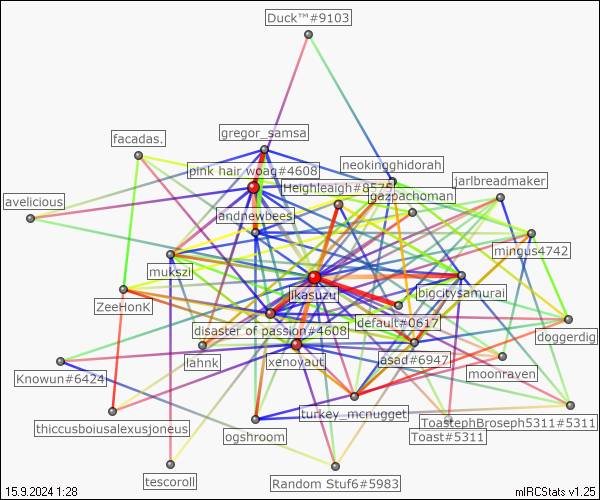 Duck™#9103
gregor_samsa
facadas.
pink hair woag#4608
neokingghidorah
Heighleaigh#8575
jarlbreadmaker
gazpachoman
avelicious
andnewbees
mingus4742
mukszi
ikasuzu
bigcitysamurai
ZeeHonK
default#0617
disaster of passion#4608
doggerdig
lahnk
xenoyaut
asad#6947
moonraven
Knowun#6424
turkey_mcnugget
ToastephBroseph5311#5311
thiccusboiusalexusjoneus
ogshroom
Toast#5311
tescoroll
Random Stuf6#5983
15.9.2024 1:28
mIRCStats v1.25